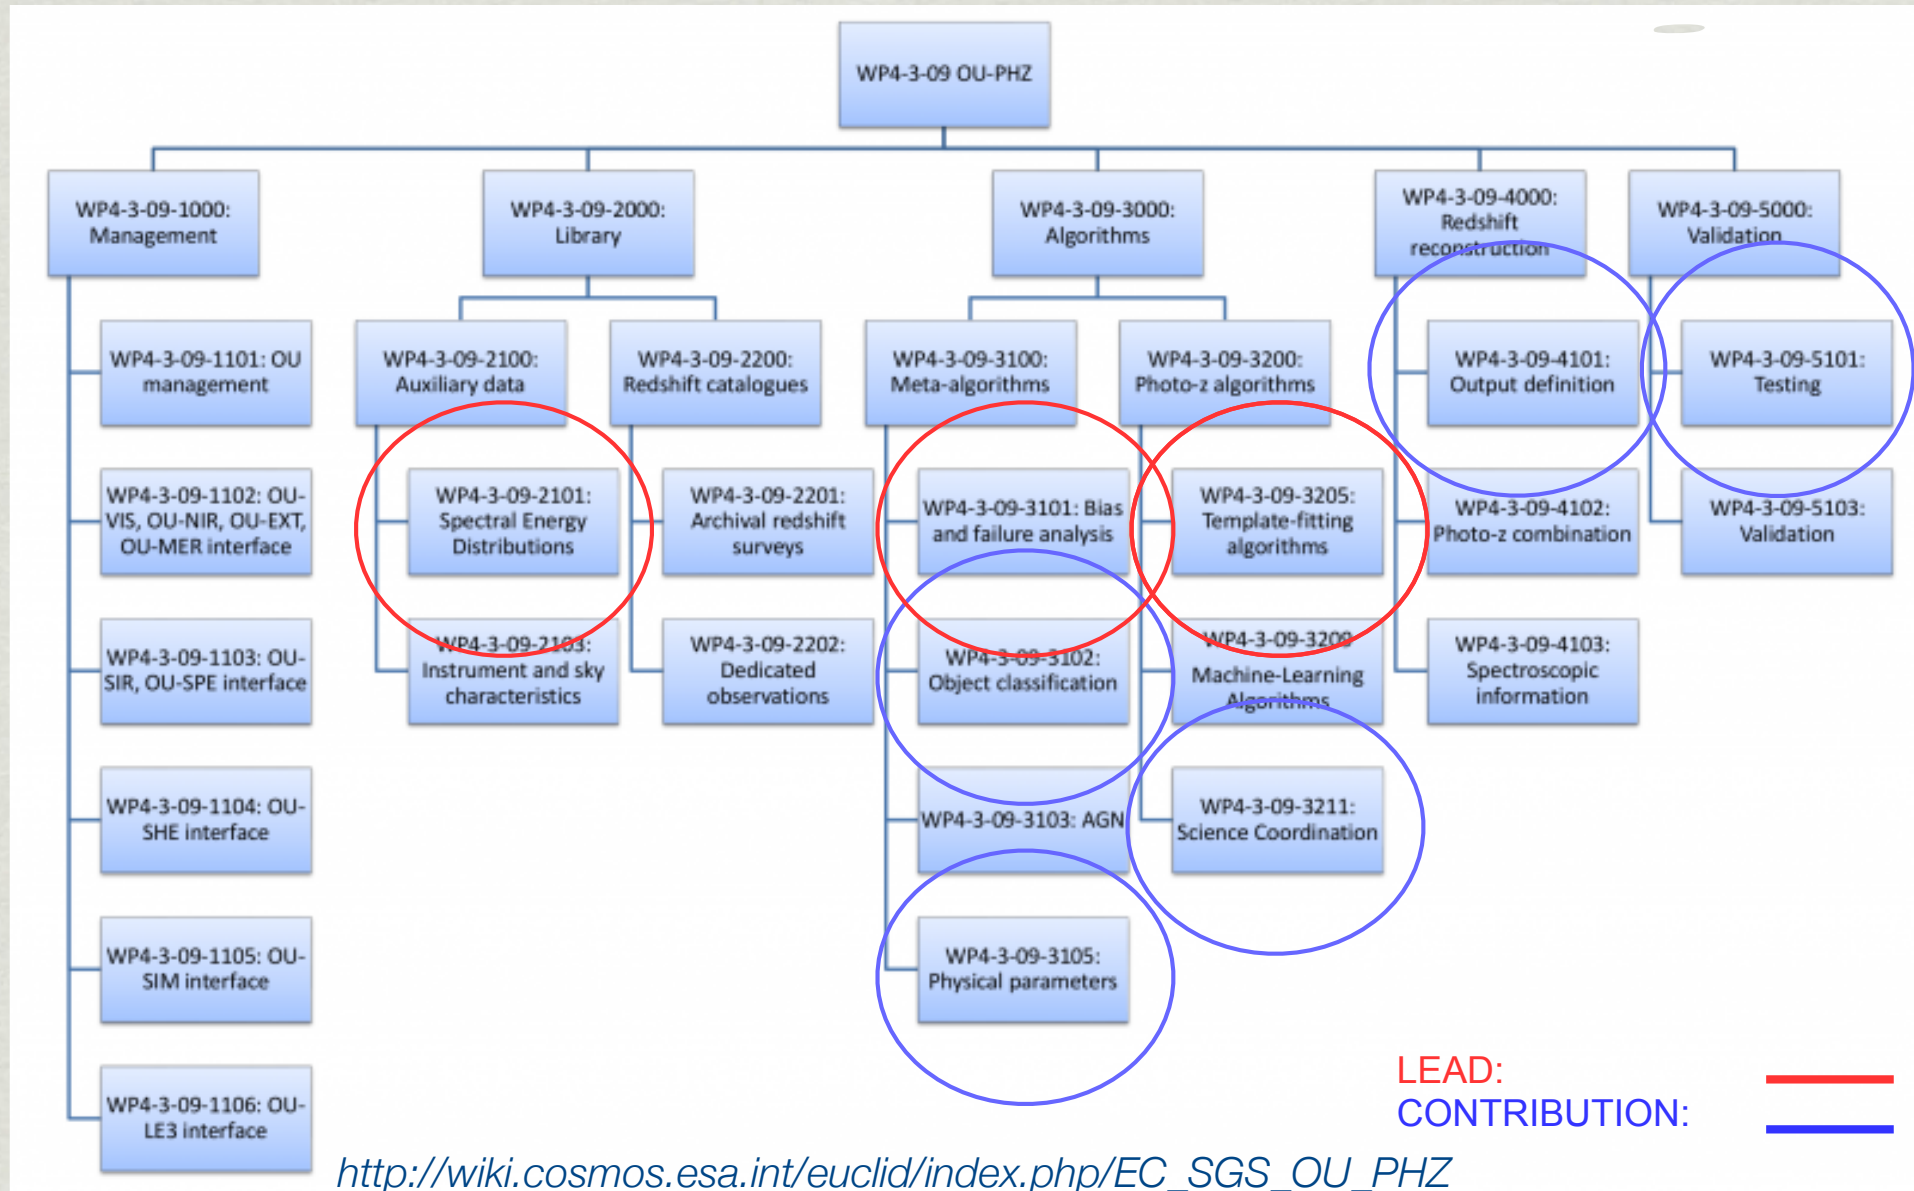 WP4-3-09 OU-PHZ
WP4-3-09-1000:
Management
WP4-3-09-2000:
Library
WP4-3-09-3000:
Algorithms
WP4-3-09-4000:
Redshift
reconstruction
WP4-3-09-5000:
Validation
WP4-3-09-1101: OU
management
WP4-3-09-1102: OU-
VIS, OU-NIR, OU-EXT,
OU-MER interface
WP4-3-09-1103: OU-
SIR, OU-SPE interface
WP4-3-09-1104: OU-
SHE interface
WP4-3-09-1105: OU-
SIM interface
WP4-3-09-1106: OU-
LE3 interface
WP4-3-09-2100:
Auxiliary data
WP4-3-09-2101:
Spectral Energy
Distributions
WP4-3-09-2103:
Instrument and sky
characteristics
WP4-3-09-2200:
Redshift catalogues
WP4-3-09-2201:
Archival redshift
surveys
WP4-3-09-2202:
Dedicated
observations
WP4-3-09-3100:
Meta-algorithms
WP4-3-09-3101: Bias
and failure analysis
WP4-3-09-3102:
Object classification
WP4-3-09-3103: AGN
WP4-3-09-3105:
Physical parameters
WP4-3-09-3200:
Photo-z algorithms
WP4-3-09-3205:
Template-fitting
algorithms
WP4-3-09-3209
Machine-Learning
Algorithms
WP4-3-09-3211:
Science Coordination
WP4-3-09-4101:
Output definition
WP4-3-09-4102:
Photo-z combination
WP4-3-09-4103:
Spectroscopic
information
WP4-3-09-5101:
Testing
WP4-3-09-5103:
Validation
LEAD:
CONTRIBUTION:
http://wiki.cosmos.esa.int/euclid/index.php/EC_SGS_OU_PHZ